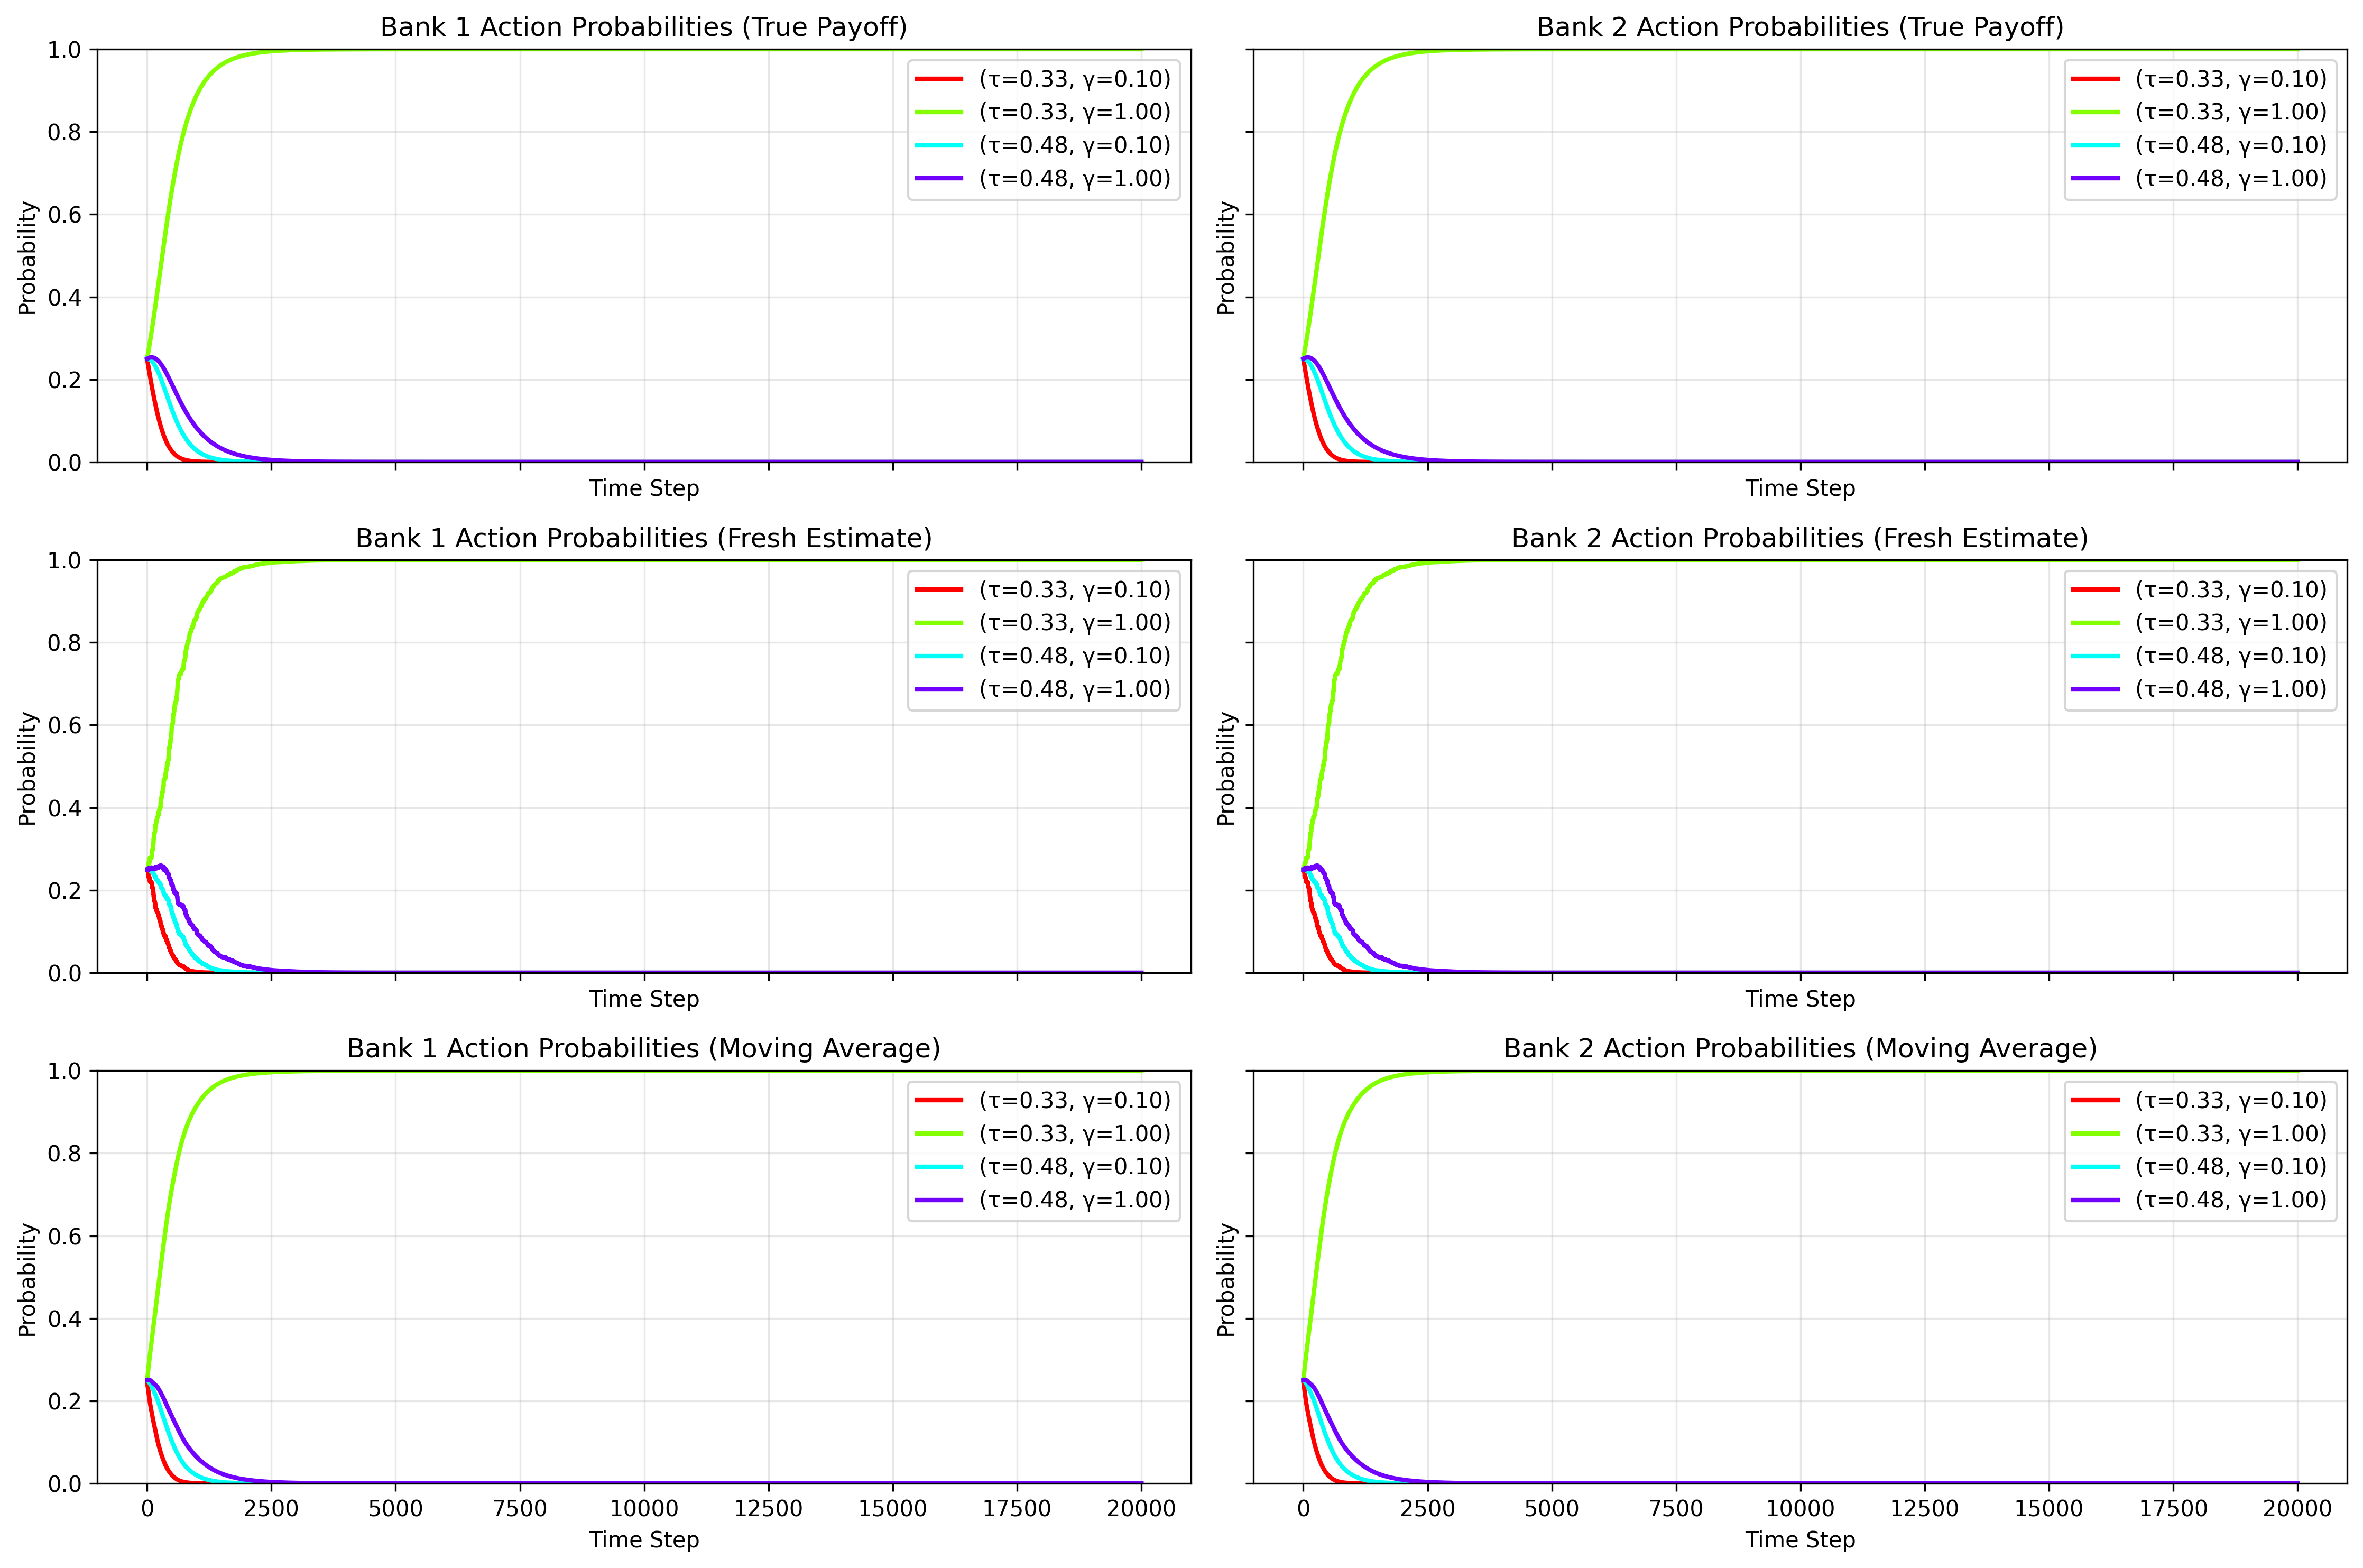 Bank 1 Action Probabilities (True Payoff)
Probability
1.0
0.8
0.6
0.4
0.2
0.0
(τ=0.33, γ=0.10)
(τ=0.33, γ=1.00)
(τ=0.48, γ=0.10)
(τ=0.48, γ=1.00)
Time Step
Bank 2 Action Probabilities (True Payoff)
Probability
(τ=0.33, γ=0.10)
(τ=0.33, γ=1.00)
(τ=0.48, γ=0.10)
(τ=0.48, γ=1.00)
Time Step
Bank 1 Action Probabilities (Fresh Estimate)
Probability
1.0
0.8
0.6
0.4
0.2
0.0
(τ=0.33, γ=0.10)
(τ=0.33, γ=1.00)
(τ=0.48, γ=0.10)
(τ=0.48, γ=1.00)
Time Step
Bank 2 Action Probabilities (Fresh Estimate)
Probability
(τ=0.33, γ=0.10)
(τ=0.33, γ=1.00)
(τ=0.48, γ=0.10)
(τ=0.48, γ=1.00)
Time Step
Bank 1 Action Probabilities (Moving Average)
Probability
1.0
0.8
0.6
0.4
0.2
0.0
(τ=0.33, γ=0.10)
(τ=0.33, γ=1.00)
(τ=0.48, γ=0.10)
(τ=0.48, γ=1.00)
0 2500 5000 7500 10000 12500 15000 17500 20000
Time Step
Bank 2 Action Probabilities (Moving Average)
Probability
(τ=0.33, γ=0.10)
(τ=0.33, γ=1.00)
(τ=0.48, γ=0.10)
(τ=0.48, γ=1.00)
0 2500 5000 7500 10000 12500 15000 17500 20000
Time Step